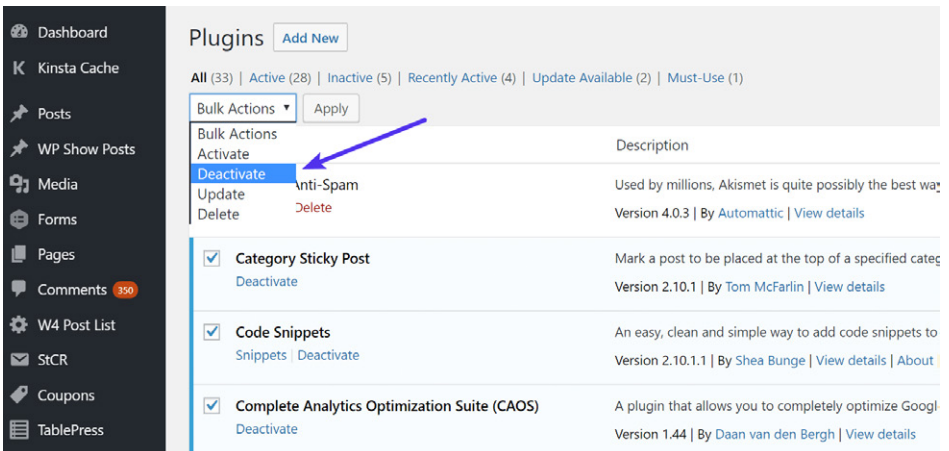 Dashboard
Kinsta Cache
Posts
WP Show Posts
Media
Forms
Pages
Comments 350
W4 Post List
StCR
Coupons
TablePress
Plugins Add New
All (33) | Active (28) | Inactive (5) | Recently Active (4) | Update Available (2) | Must-Use (1)
Bulk Actions Apply
Bulk Actions
Activate
Deactivate
Update
Delete
Description
Anti-Spam
Delete
Used by millions, Akismet is quite possibly the best way
Version 4.0.3 | By Automattic | View details
Category Sticky Post
Deactivate
Mark a post to be placed at the top of a specified categ
Version 2.10.1 | By Tom McFarlin | View details
Code Snippets
Snippets | Deactivate
An easy, clean and simple way to add code snippets to
Version 2.10.1.1 | By Shea Bunge | View details | About
Complete Analytics Optimization Suite (CAOS)
Deactivate
A plugin that allows you to completely optimize Googl
Version 1.44 | By Daan van den Bergh | View details